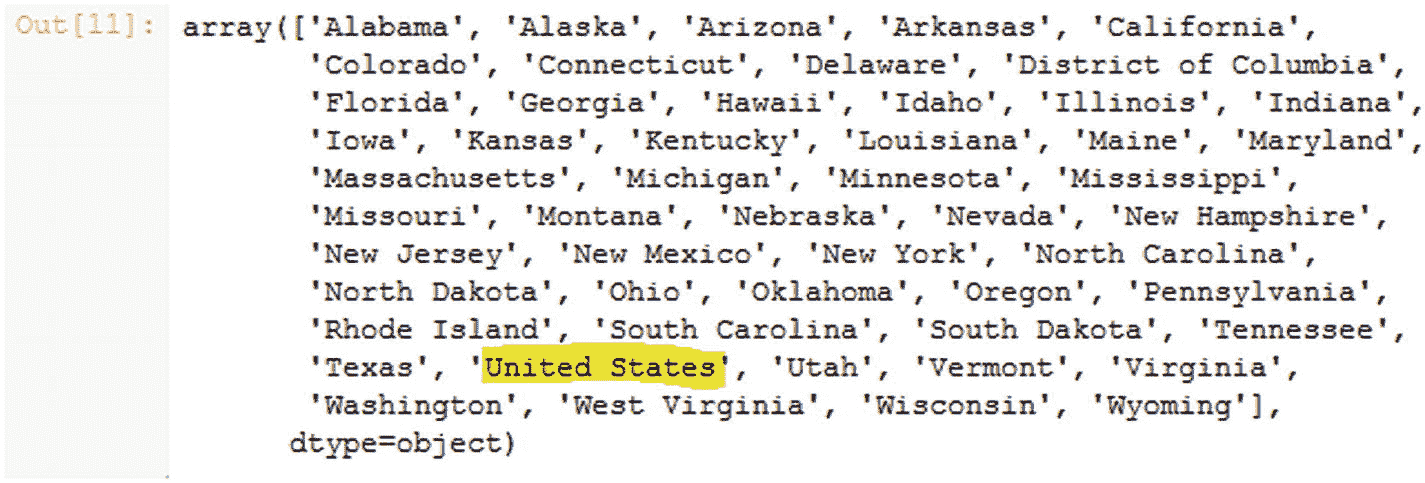 Out[11]: array(['Alabama', 'Alaska', 'Arizona', 'Arkansas', 'California',
'Colorado', 'Connecticut', 'Delaware', 'District of Columbia',
'Florida', 'Georgia', 'Hawaii', 'Idaho', 'Illinois', 'Indiana',
'Iowa', 'Kansas', 'Kentucky', 'Louisiana', 'Maine', 'Maryland',
'Massachusetts', 'Michigan', 'Minnesota', 'Mississippi',
'Missouri', 'Montana', 'Nebraska', 'Nevada', 'New Hampshire',
'New Jersey', 'New Mexico', 'New York', 'North Carolina',
'North Dakota', 'Ohio', 'Oklahoma', 'Oregon', 'Pennsylvania',
'Rhode Island', 'South Carolina', 'South Dakota', 'Tennessee',
'Texas', 'United States', 'Utah', 'Vermont', 'Virginia',
'Washington', 'West Virginia', 'Wisconsin', 'Wyoming'],
dtype=object)